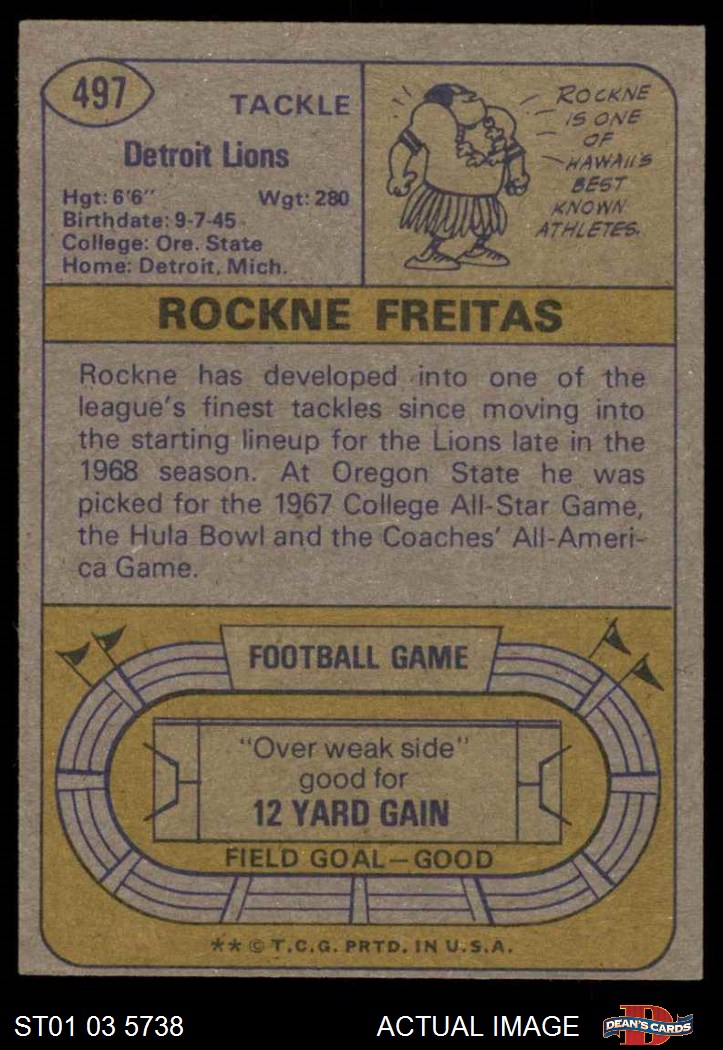 497
TACKLE
Detroit Lions
Hgt: 6'6" Wgt: 280
Birthdate: 9-7-45
College: Ore. State
Home: Detroit, Mich.
ROCKNE
IS ONE
OF
HAWAII'S
BEST
KNOWN
ATHLETES.
ROCKNE FREITAS
Rockne has developed into one of the
league's finest tackles since moving into
the starting lineup for the Lions late in the
1968 season. At Oregon State he was
picked for the 1967 College All-Star Game,
the Hula Bowl and the Coaches' All-Ameri-
ca Game.
FOOTBALL GAME
"Over weak side"
good for
12 YARD GAIN
FIELD GOAL—GOOD
** © T.C.G. PRTD. IN U.S.A.
ST01 03 5738
ACTUAL IMAGE
D
DEAN'S CARDS